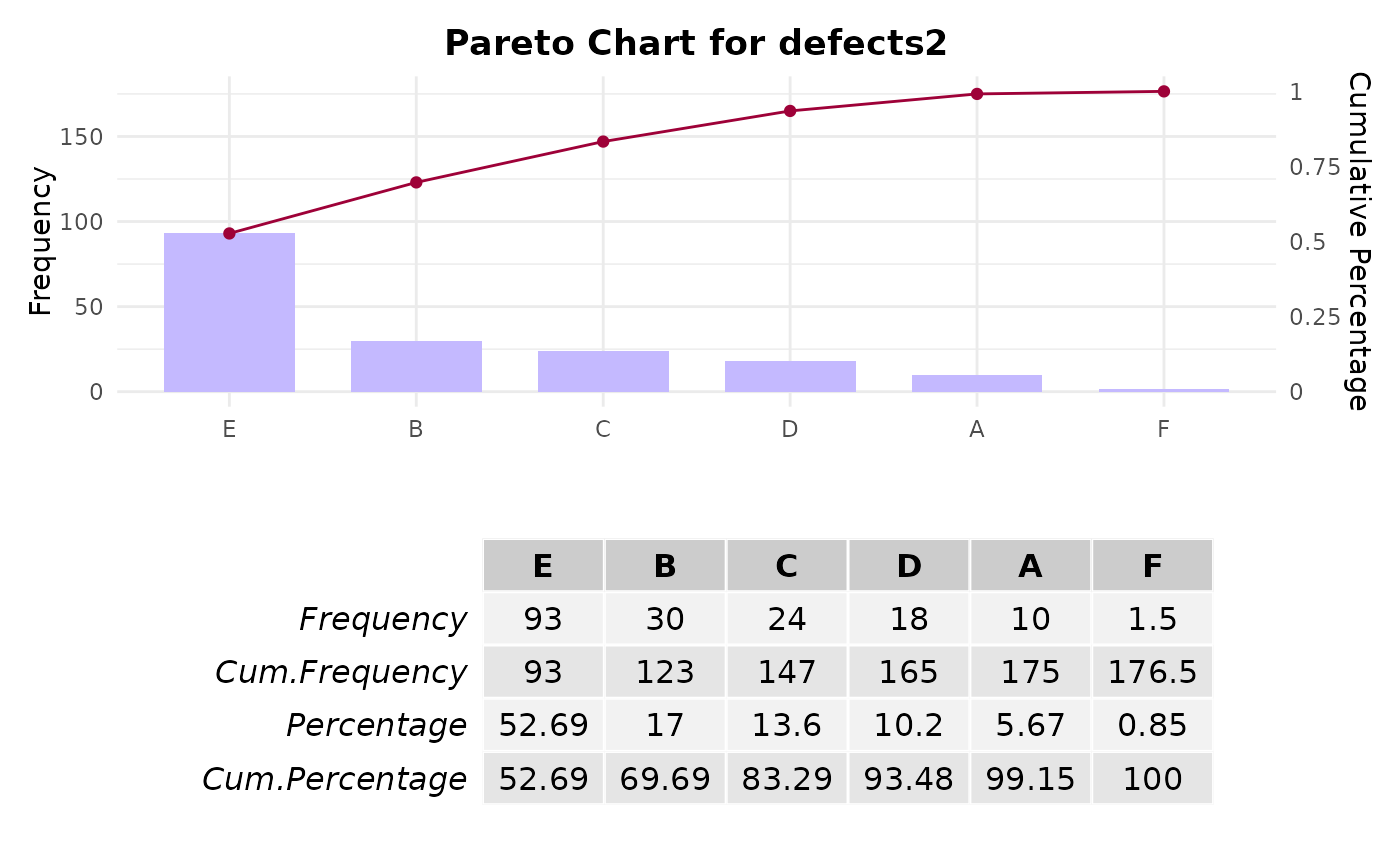 Pareto Chart for defects2
Frequency
150
100
50
0
1
0.75
0.5
0.25
0
Cumulative Percentage
E B C D A F
E B C D A F
Frequency 93 30 24 18 10 1.5
Cum.Frequency 93 123 147 165 175 176.5
Percentage 52.69 17 13.6 10.2 5.67 0.85
Cum.Percentage 52.69 69.69 83.29 93.48 99.15 100